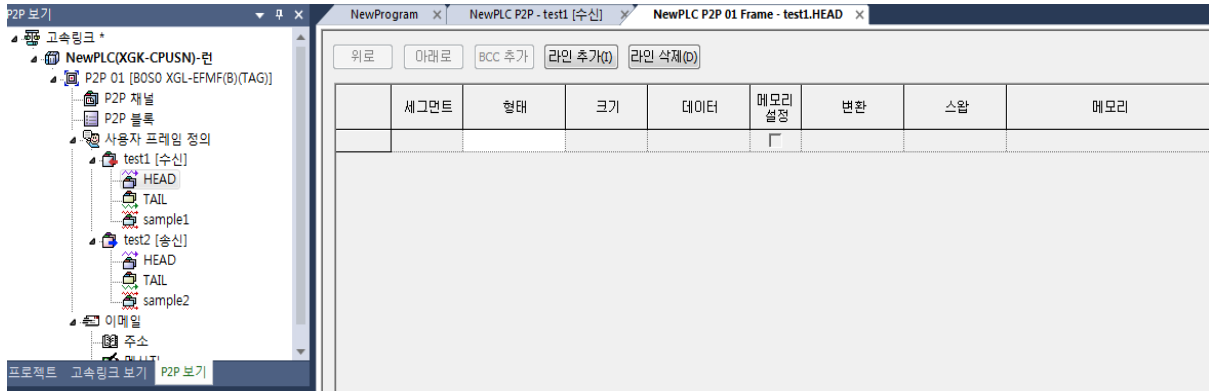 P2P 보기
NewProgram
NewPLC P2P - test1 [수신]
NewPLC P2P 01 Frame - test1.HEAD
고속링크 *
NewPLC(XGK-CPUSN)-런
P2P 01 [B0S0 XGL-EFMF(B)(TAG)]
P2P 채널
P2P 블록
사용자 프레임 정의
test1 [수신]
HEAD
TAIL
sample1
test2 [송신]
HEAD
TAIL
sample2
이메일
주소
프로젝트
고속링크 보기
P2P 보기
위로
아래로
BCC 추가
라인 추가(I)
라인 삭제(D)
세그먼트
형태
크기
데이터
메모리
설정
변환
스왑
메모리